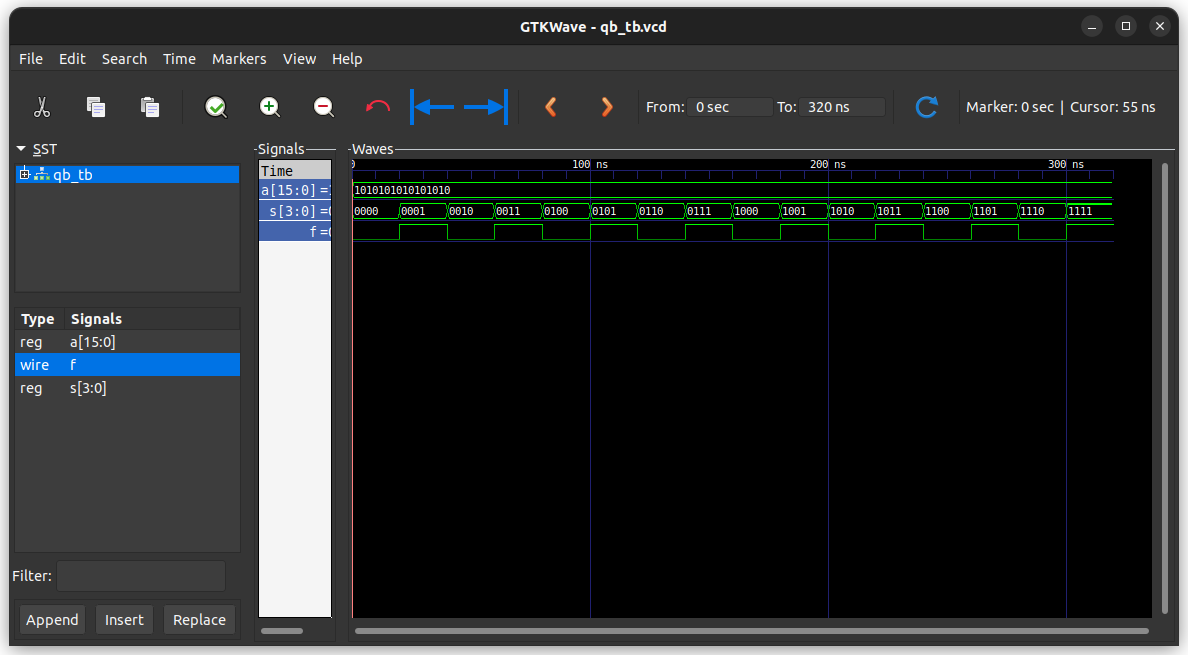 GTKWave - qb_tb.vcd
File Edit Search Time Markers View Help
From: 0 sec To: 320 ns Marker: 0 sec | Cursor: 55 ns
SST
qb_tb
Type Signals
reg a[15:0]
wire f
reg s[3:0]
Filter:
Append Insert Replace
Signals
Time
a[15:0] =1
s[3:0] =0
f =0
Waves
0 100 ns 200 ns 300 ns
1010101010101010
0000 0001 0010 0011 0100 0101 0110 0111 1000 1001 1010 1011 1100 1101 1110 1111